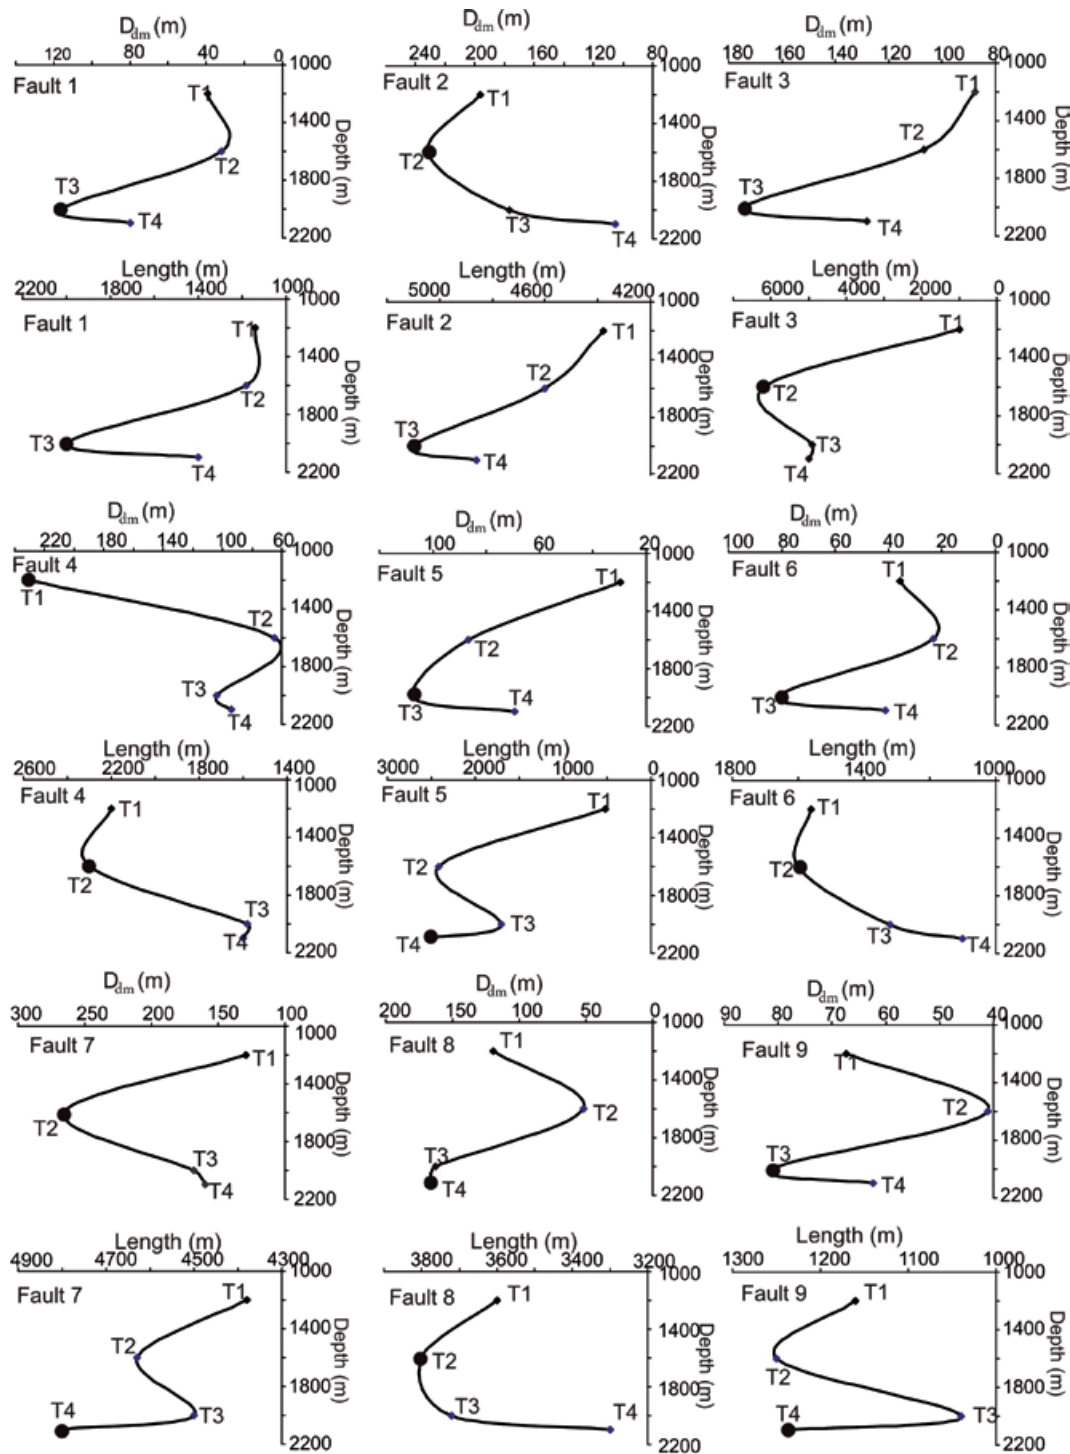 Ddm (m)
120 80 40 0
1000
Fault 1
T1
1400
T2
1800
T3
T4
2200
Depth (m)
Ddm (m)
240 200 160 120 80
1000
Fault 2
T1
1400
T2
1800
T3
T4
2200
Depth (m)
Ddm (m)
180 160 140 120 100 80
1000
Fault 3
T1
1400
T2
1800
T3
T4
2200
Depth (m)
Length (m)
2200 1800 1400 1000
1000
Fault 1
T1
1400
T2
1800
T3
T4
2200
Depth (m)
Length (m)
5000 4600 4200
1000
Fault 2
T1
1400
T2
1800
T3
T4
2200
Depth (m)
Length (m)
6000 4000 2000 0
1000
Fault 3
T1
1400
T2
1800
T3
T4
2200
Depth (m)
Ddm (m)
220 180 140 100 60
1000
Fault 4
T1
1400
T2
1800
T3
T4
2200
Depth (m)
Ddm (m)
100 60 20
1000
Fault 5
T1
1400
T2
1800
T3
T4
2200
Depth (m)
Ddm (m)
100 80 60 40 20 0
1000
Fault 6
T1
1400
T2
1800
T3
T4
2200
Depth (m)
Length (m)
2600 2200 1800 1400
1000
Fault 4
T1
1400
T2
1800
T3
T4
2200
Depth (m)
Length (m)
3000 2000 1000 0
1000
Fault 5
T1
1400
T2
1800
T3
T4
2200
Depth (m)
Length (m)
1800 1400 1000
1000
Fault 6
T1
1400
T2
1800
T3
T4
2200
Depth (m)
Ddm (m)
300 250 200 150 100
1000
Fault 7
T1
1400
T2
1800
T3
T4
2200
Depth (m)
Ddm (m)
200 150 100 50 0
1000
Fault 8
T1
1400
T2
1800
T3
T4
2200
Depth (m)
Ddm (m)
90 80 70 60 50 40
1000
Fault 9
T1
1400
T2
1800
T3
T4
2200
Depth (m)
Length (m)
4900 4700 4500 4300
1000
Fault 7
T1
1400
T2
1800
T3
T4
2200
Depth (m)
Length (m)
3800 3600 3400 3200
1000
Fault 8
T1
1400
T2
1800
T3
T4
2200
Depth (m)
Length (m)
1300 1200 1100 1000
1000
Fault 9
T1
1400
T2
1800
T3
T4
2200
Depth (m)